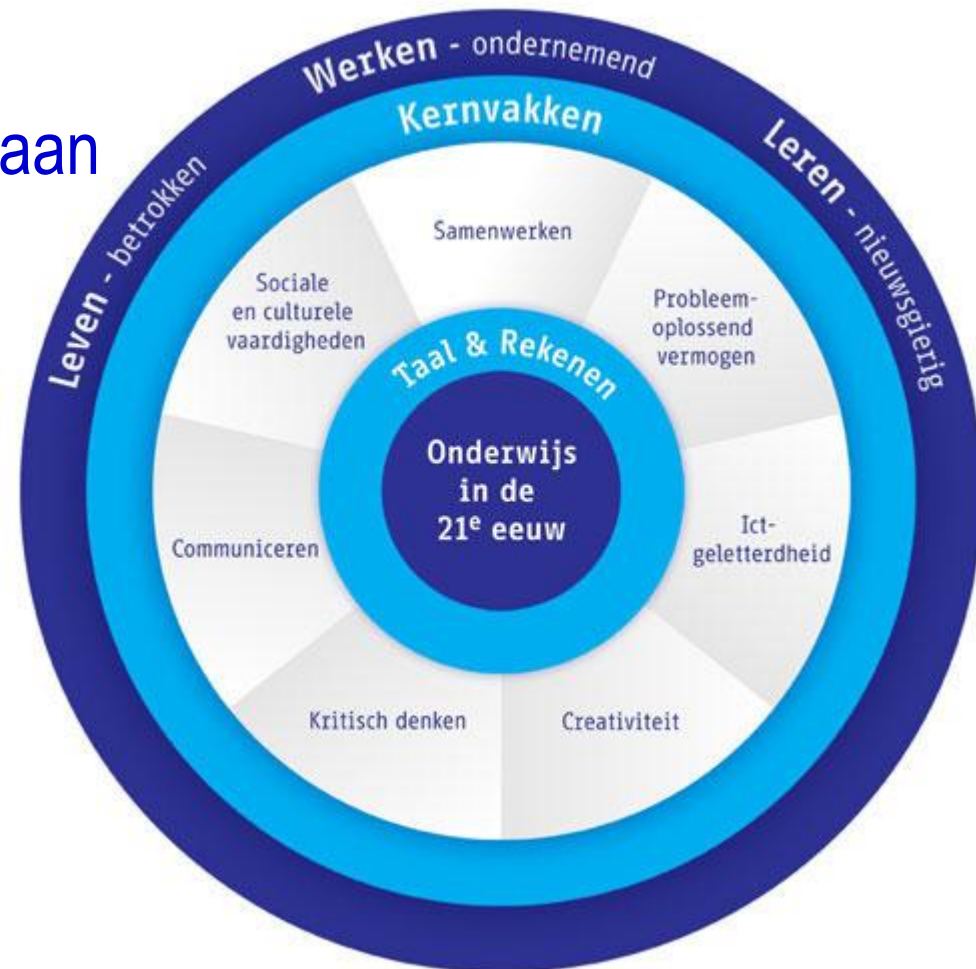 aan
Leven - betrokken
Werken - ondernemend
Leren - nieuwsgierig
Kernvakken
Samenwerken
Sociale
en culturele
vaardigheden
Probleem-
oplossend
vermogen
Taal & Rekenen
Onderwijs
in de
21e eeuw
Communiceren
Ict-
geletterdheid
Kritisch denken
Creativiteit